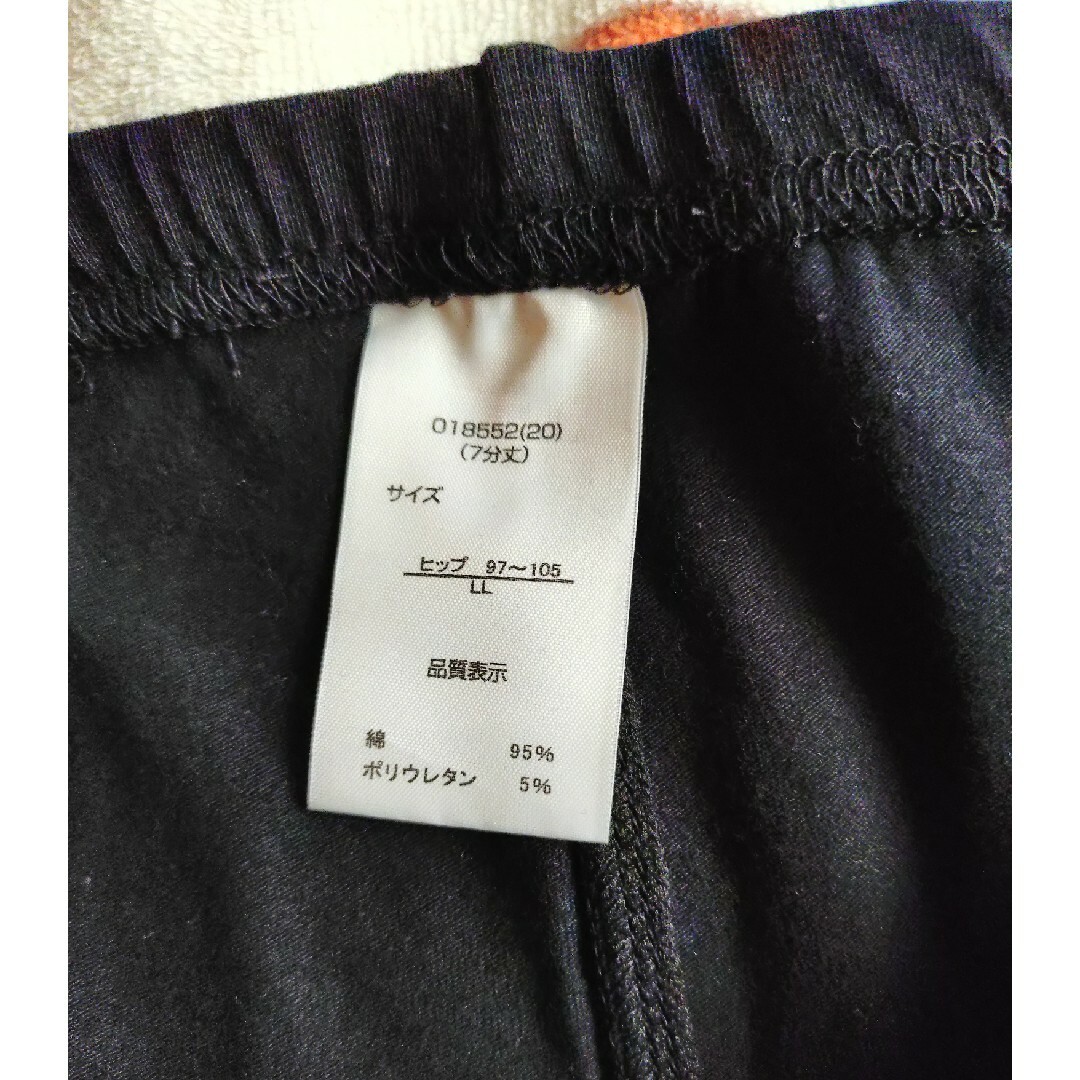 018552(20)
(7分丈)
サイズ
ヒップ 97〜105
LL
品質表示
綿 95%
ポリウレタン 5%